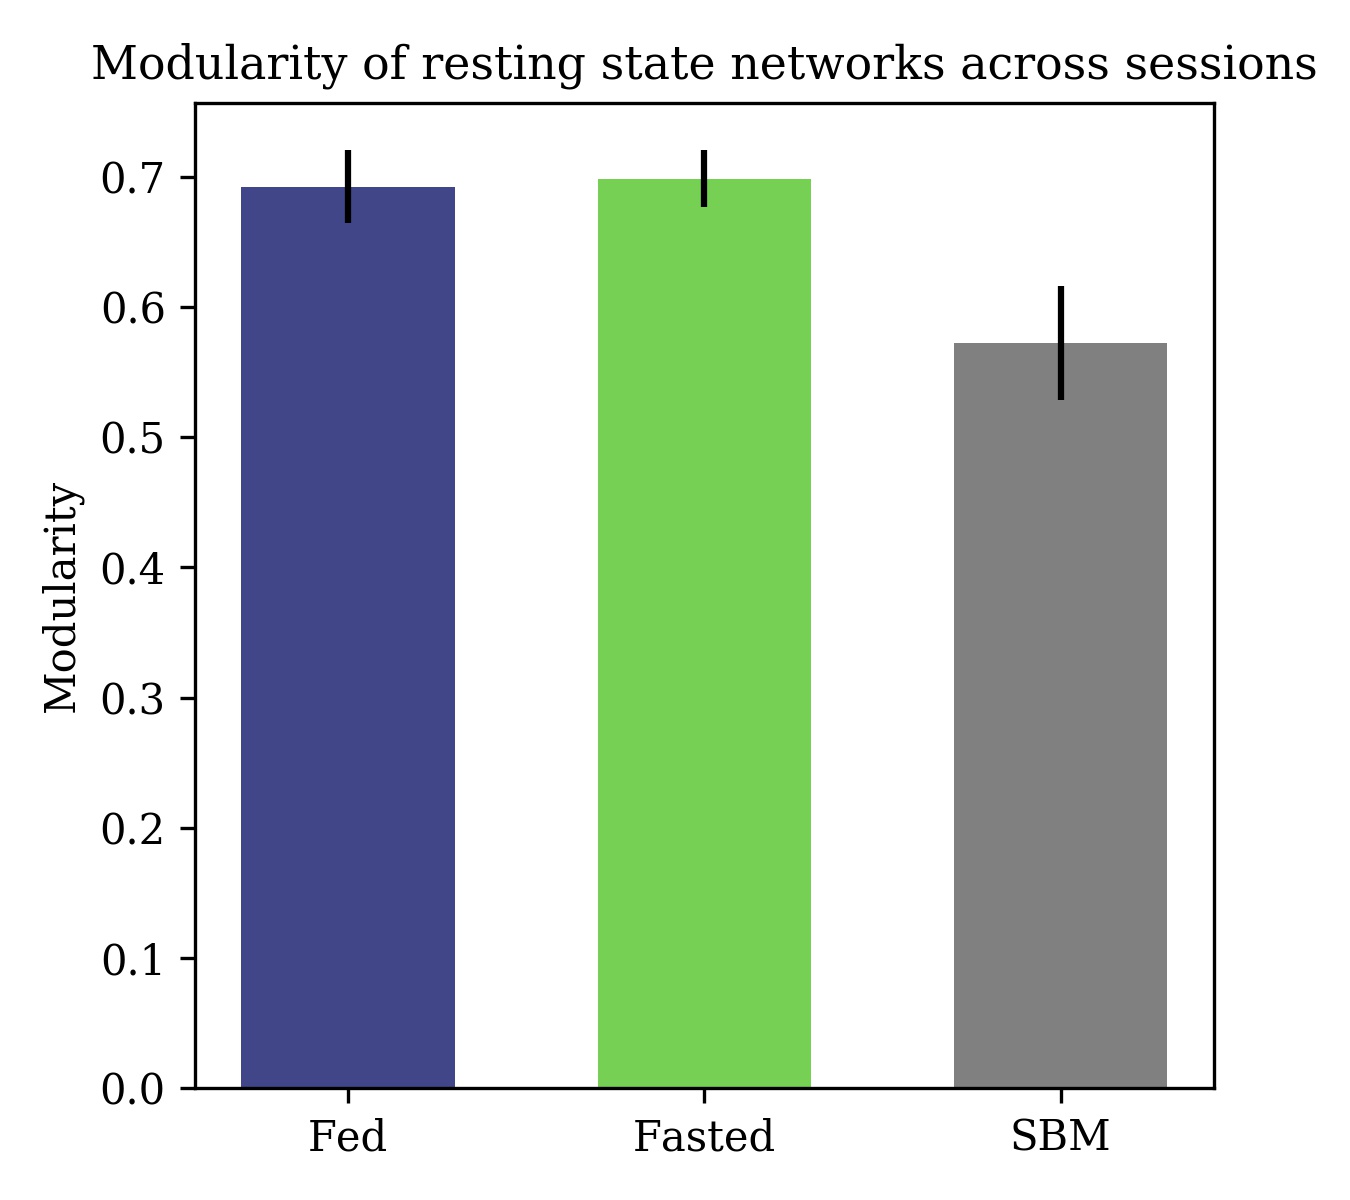 Modularity of resting state networks across sessions
Modularity
0.7
0.6
0.5
0.4
0.3
0.2
0.1
0.0
Fed
Fasted
SBM